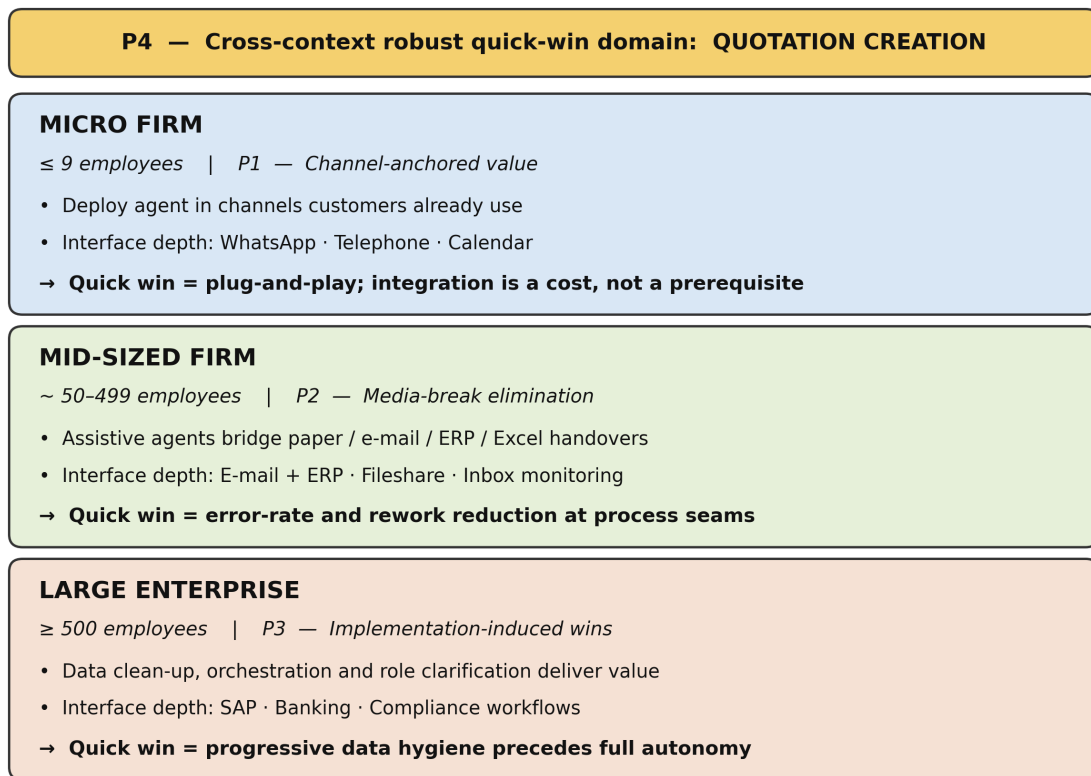 P4 — Cross-context robust quick-win domain: QUOTATION CREATION
MICRO FIRM
≤ 9 employees | P1 — Channel-anchored value
• Deploy agent in channels customers already use
• Interface depth: WhatsApp · Telephone · Calendar
→ Quick win = plug-and-play; integration is a cost, not a prerequisite
MID-SIZED FIRM
~ 50–499 employees | P2 — Media-break elimination
• Assistive agents bridge paper / e-mail / ERP / Excel handovers
• Interface depth: E-mail + ERP · Fileshare · Inbox monitoring
→ Quick win = error-rate and rework reduction at process seams
LARGE ENTERPRISE
≥ 500 employees | P3 — Implementation-induced wins
• Data clean-up, orchestration and role clarification deliver value
• Interface depth: SAP · Banking · Compliance workflows
→ Quick win = progressive data hygiene precedes full autonomy